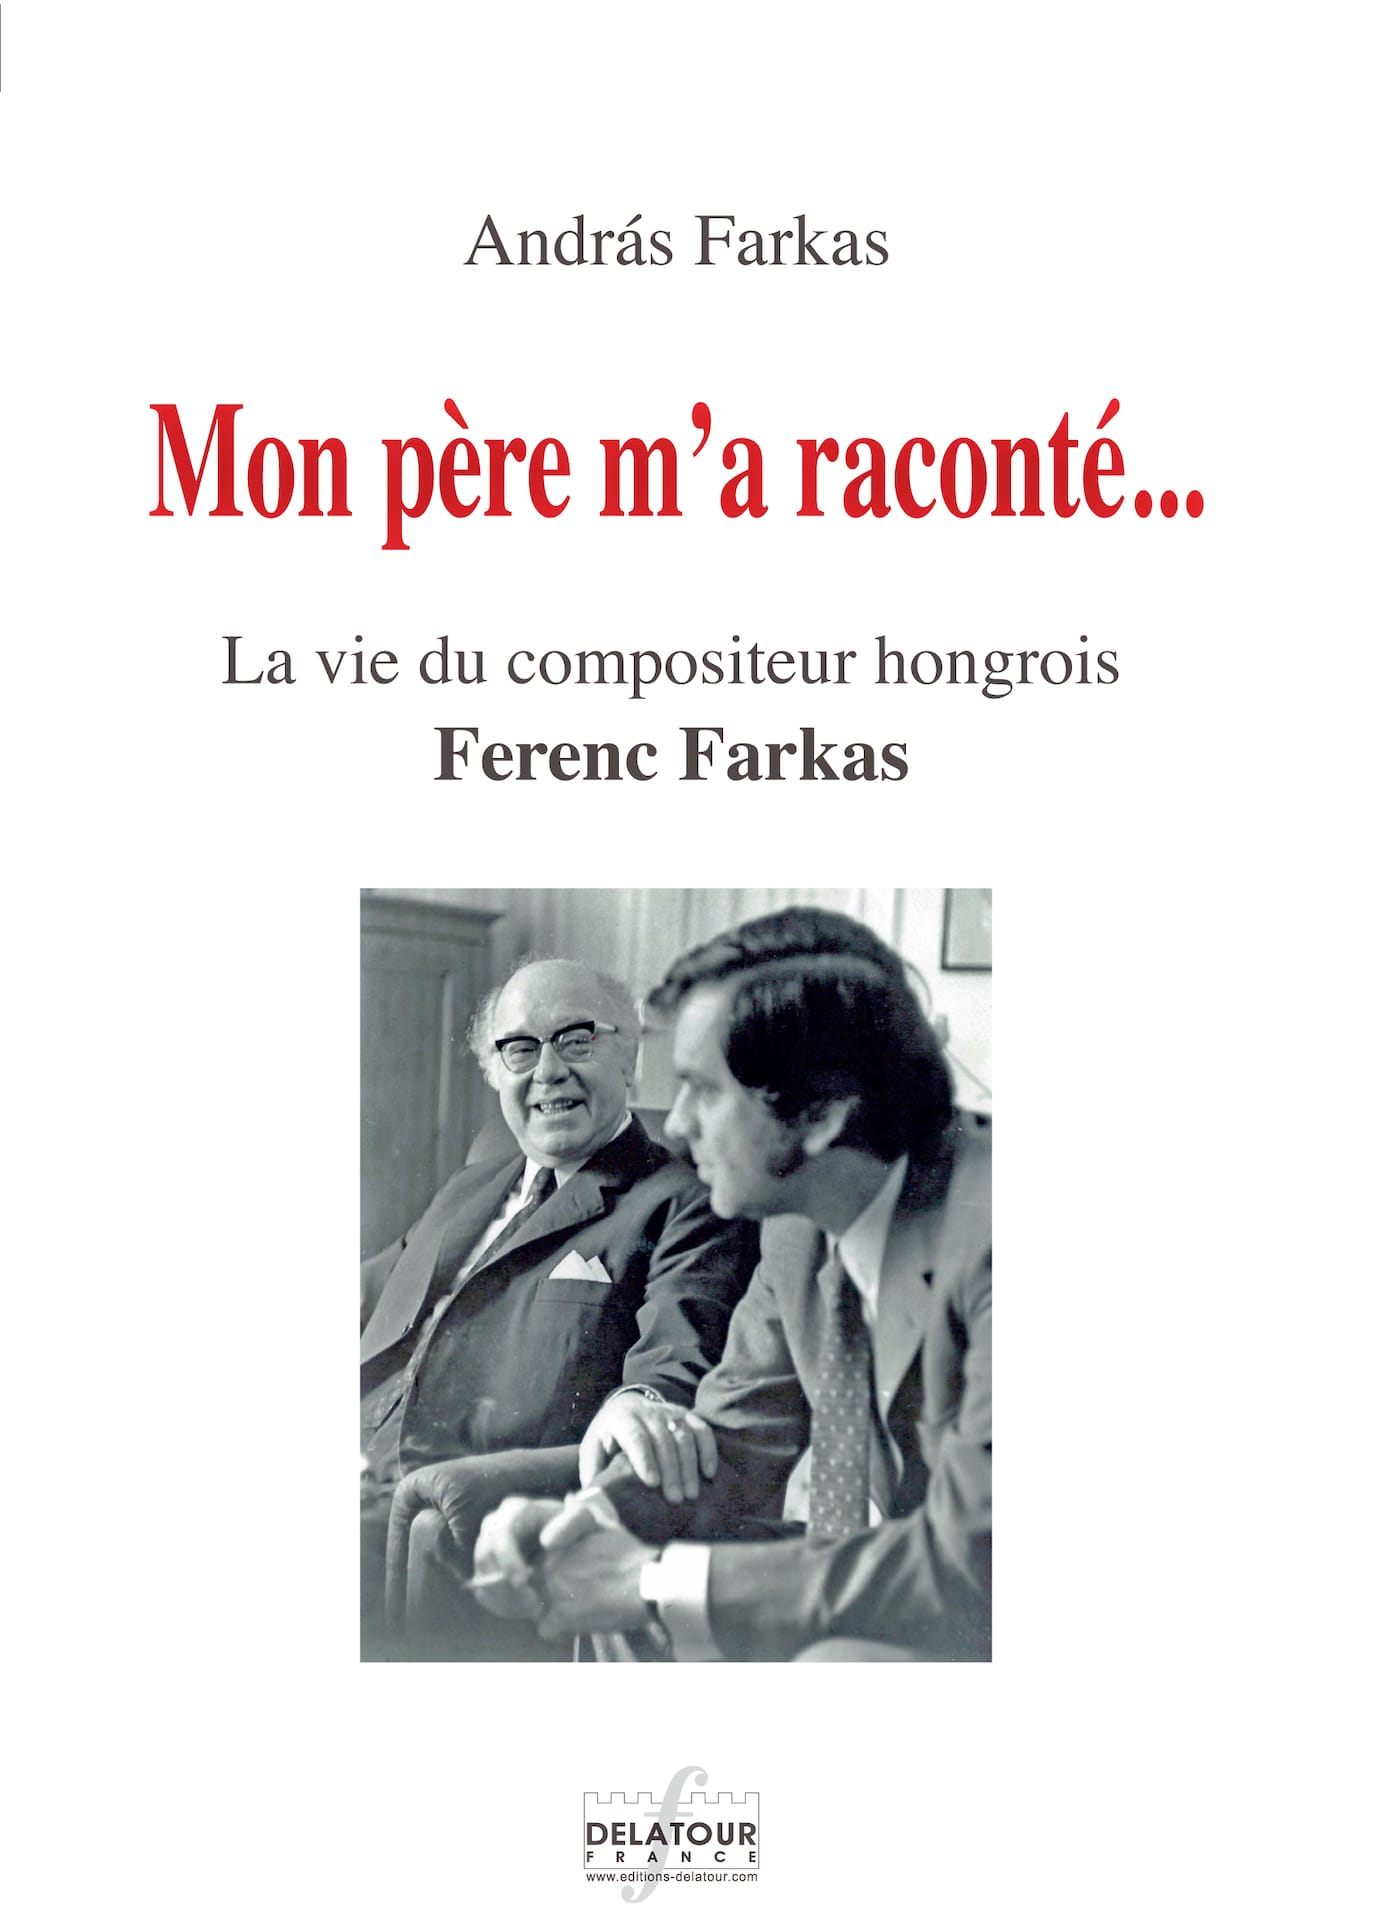 András Farkas
Mon père m’a raconté...
La vie du compositeur hongrois
Ferenc Farkas
DELATOUR
FRANCE
www.editions-delatour.com